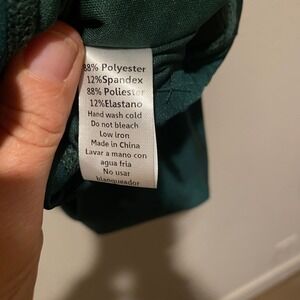 88% Polyester
12%Spandex
88% Poliester
12%Elastano
Hand wash cold
Do not bleach
Low iron
Made in China
Lavar a mano con
agua fria
No usar
blanqueador